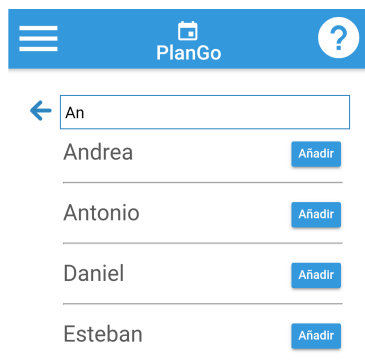 PlanGo
?
An
Andrea Añadir
Antonio Añadir
Daniel Añadir
Esteban Añadir